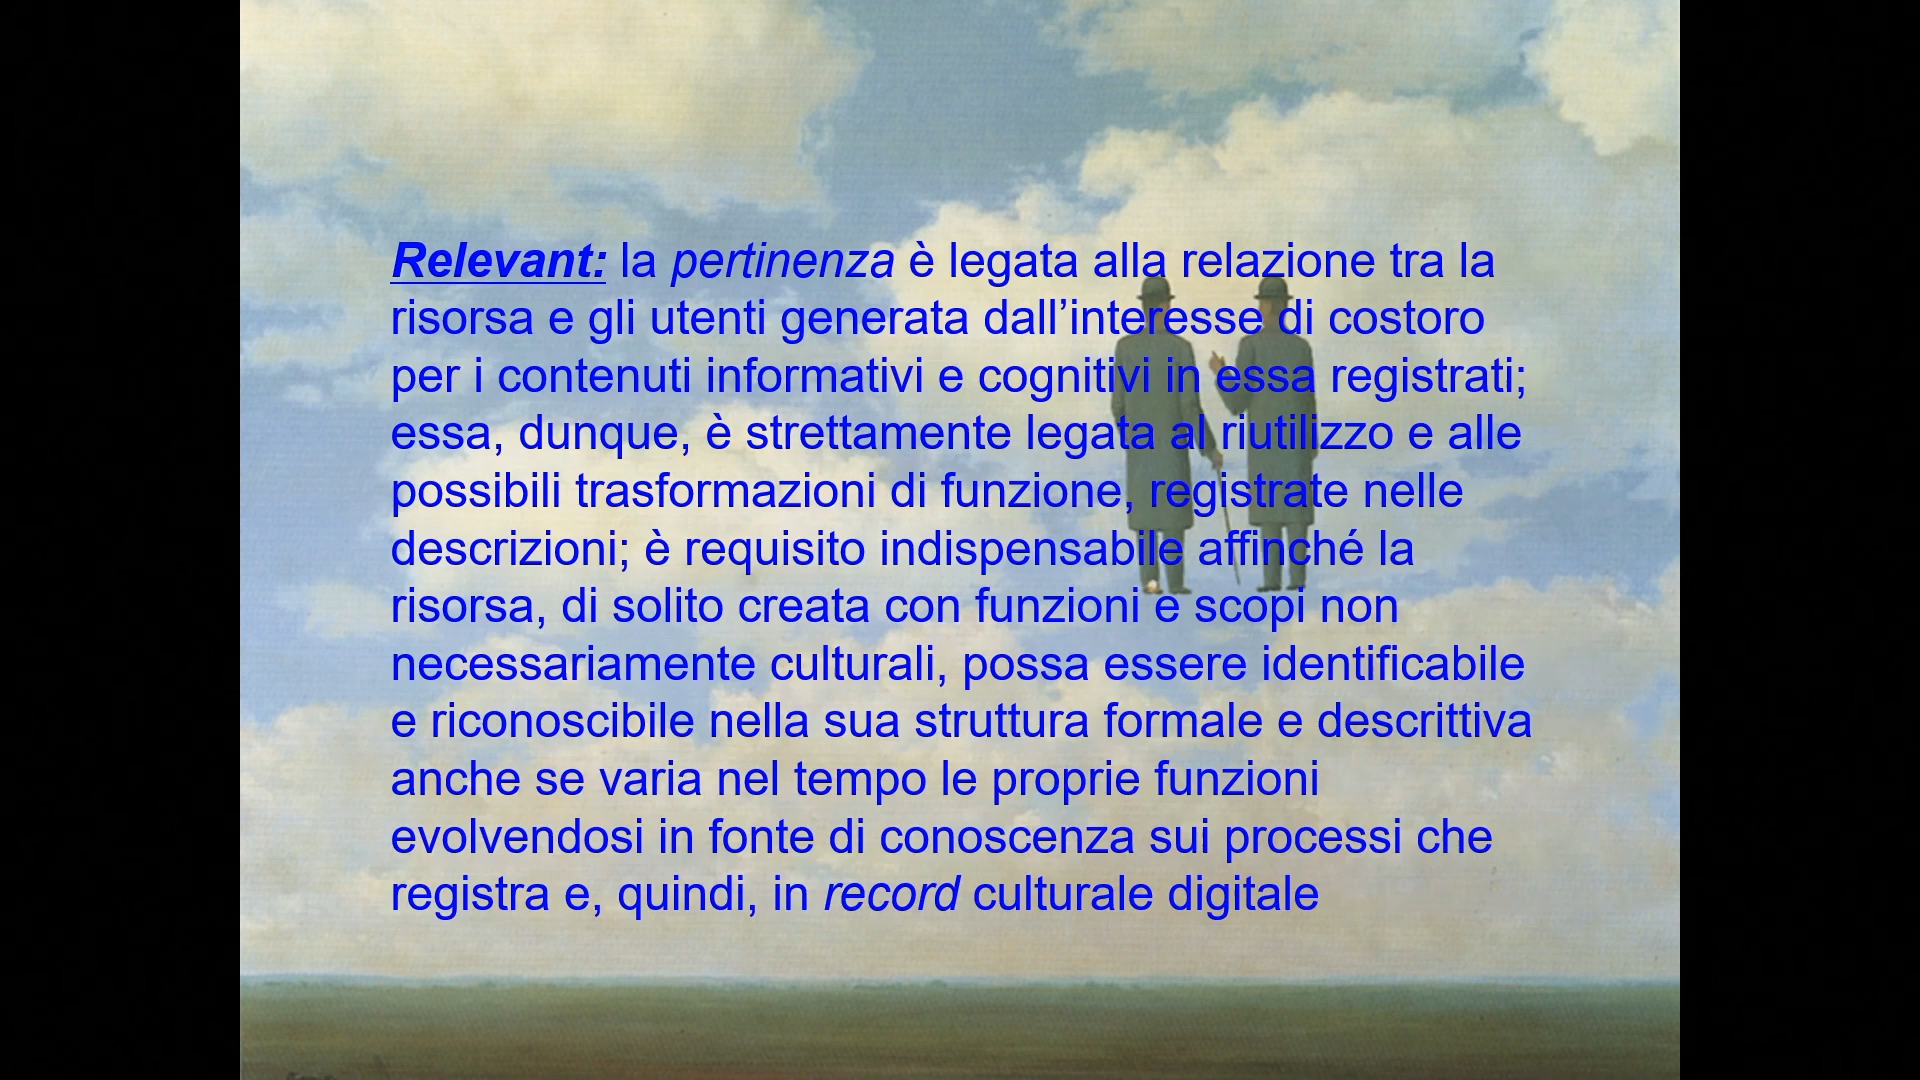 Relevant: la pertinenza è legata alla relazione tra la
risorsa e gli utenti generata dall’interesse di costoro
per i contenuti informativi e cognitivi in essa registrati;
essa, dunque, è strettamente legata al riutilizzo e alle
possibili trasformazioni di funzione, registrate nelle
descrizioni; è requisito indispensabile affinché la
risorsa, di solito creata con funzioni e scopi non
necessariamente culturali, possa essere identificabile
e riconoscibile nella sua struttura formale e descrittiva
anche se varia nel tempo le proprie funzioni
evolvendosi in fonte di conoscenza sui processi che
registra e, quindi, in record culturale digitale